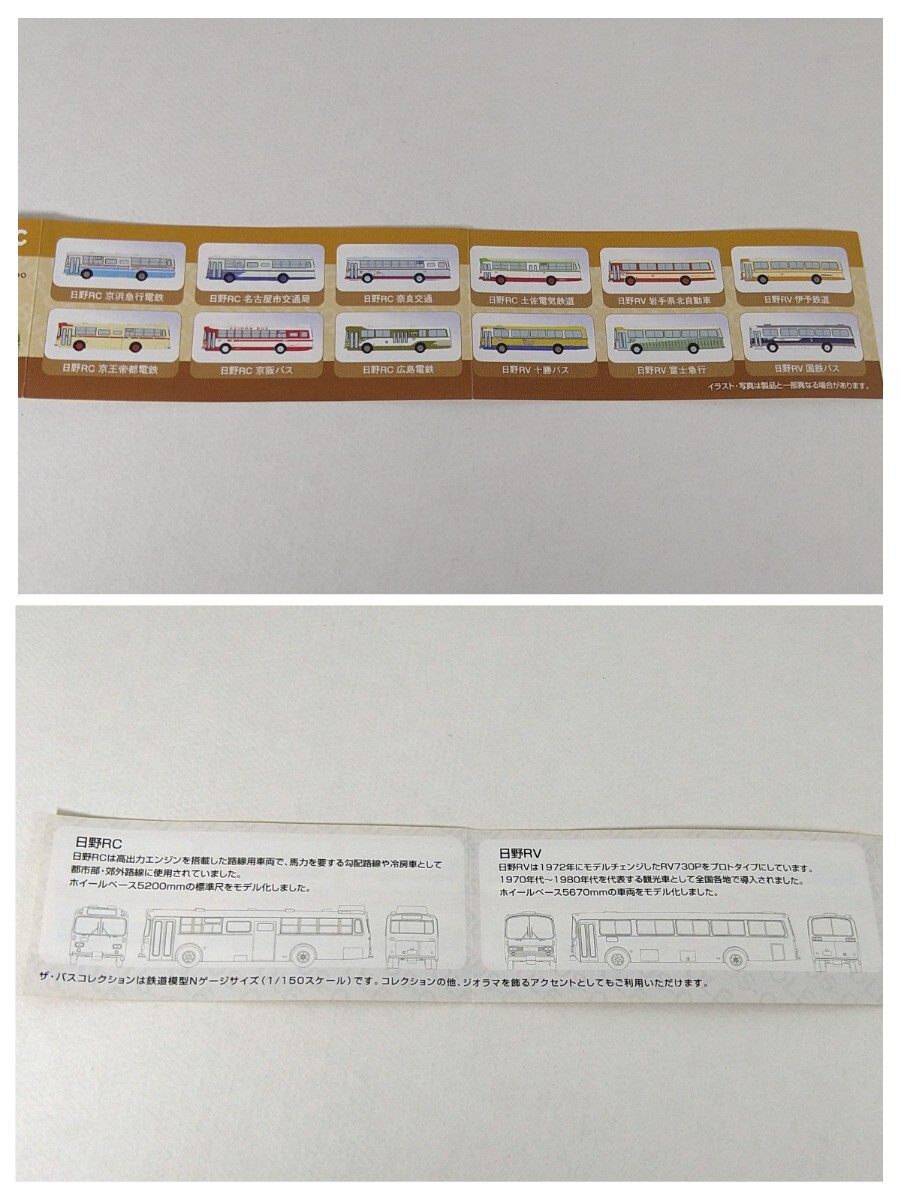 C
日野RC 京浜急行電鉄
日野RC 名古屋市交通局
日野RC 奈良交通
日野RC 土佐電気鉄道
日野RV 岩手県北自動車
日野RV 伊予鉄道
日野RC 京王帝都電鉄
日野RC 京阪バス
日野RC 広島電鉄
日野RV 十勝バス
日野RV 富士急行
日野RV 国鉄バス
イラスト・写真は製品と一部異なる場合があります。
日野RC
日野RCは高出力エンジンを搭載した路線用車両で、馬力を要する勾配路線や冷房車として
都市部・郊外路線に使用されていました。
ホイールベース5200mmの標準尺をモデル化しました。
日野RV
日野RVは1972年にモデルチェンジしたRV730Pをプロトタイプにしています。
1970年代～1980年代を代表する観光車として全国各地で導入されました。
ホイールベース5670mmの車両をモデル化しました。
ザ・バスコレクションは鉄道模型Nゲージサイズ(1/150スケール)です。コレクションの他、ジオラマを飾るアクセントとしてもご利用いただけます。